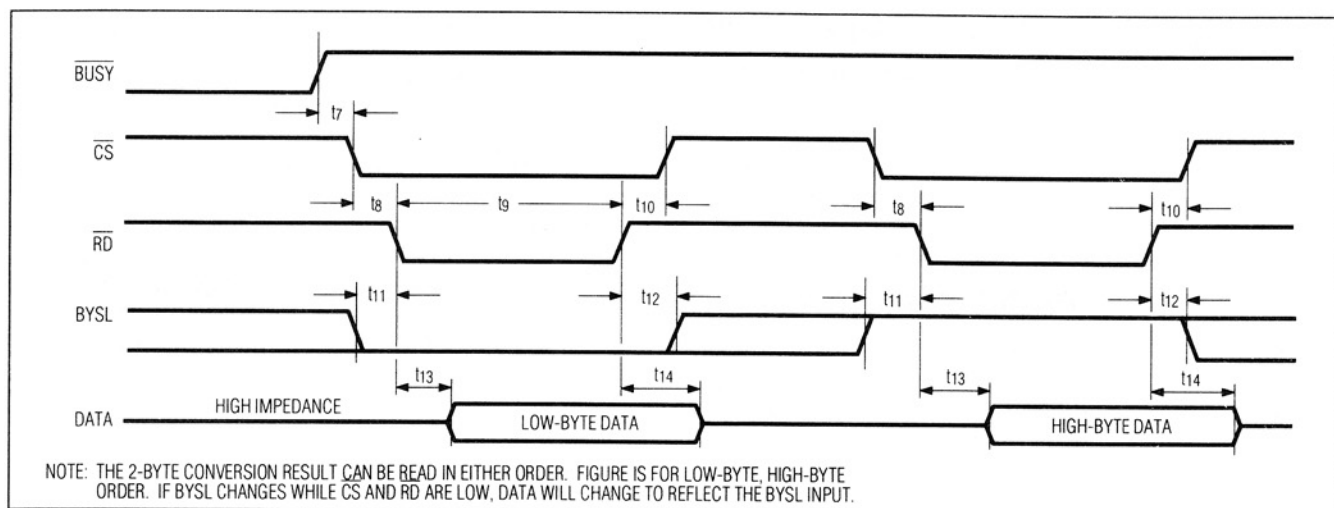 BUSY
t7
CS
t8 t9 t10 t8 t10
RD
t11 t12 t11 t12
BYSL
t13 t14 t13 t14
HIGH IMPEDANCE
DATA LOW-BYTE DATA HIGH-BYTE DATA
NOTE: THE 2-BYTE CONVERSION RESULT CAN BE READ IN EITHER ORDER. FIGURE IS FOR LOW-BYTE, HIGH-BYTE
ORDER. IF BYSL CHANGES WHILE CS AND RD ARE LOW, DATA WILL CHANGE TO REFLECT THE BYSL INPUT.